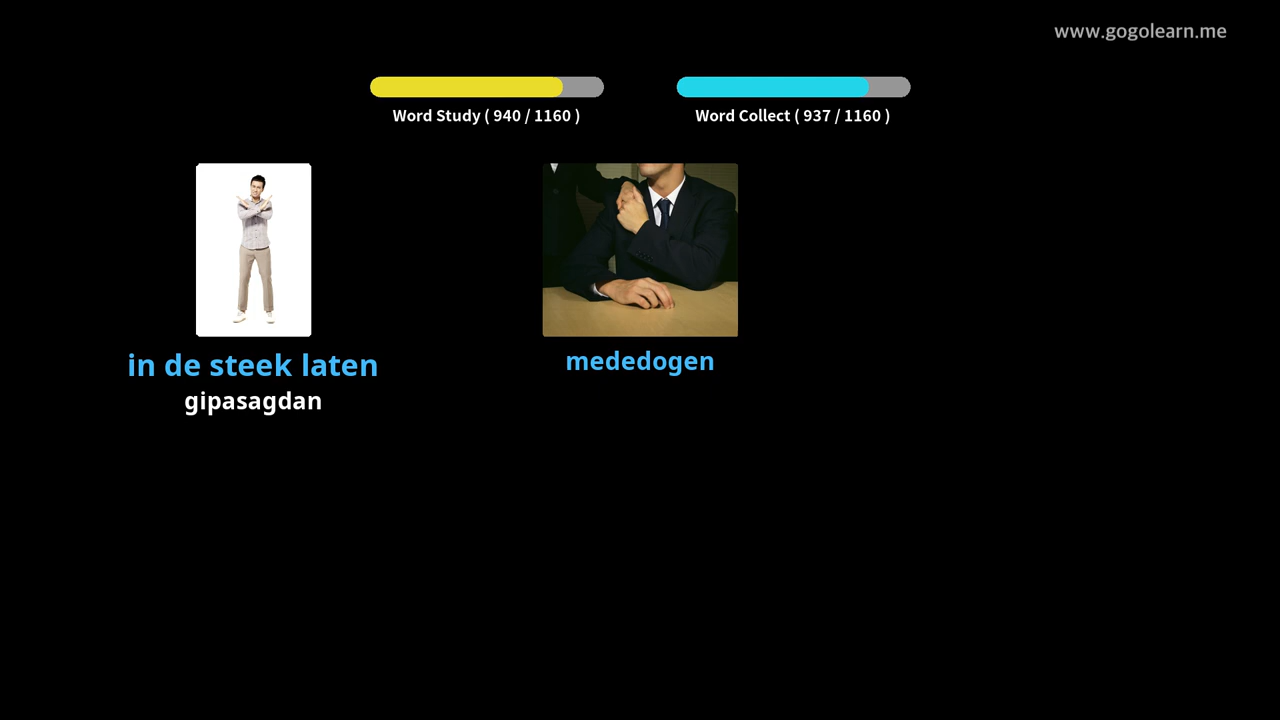 www.gogolearn.me
Word Study ( 940 / 1160 )
Word Collect ( 937 / 1160 )
in de steek laten
gipasagdan
mededogen